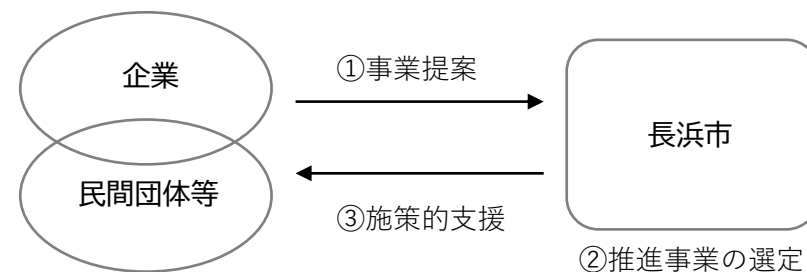 企業
①事業提案
長浜市
民間団体等
③施策的支援
②推進事業の選定